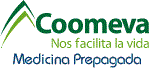 Coomeva
Nos facilita la vida
Medicina Prepagada